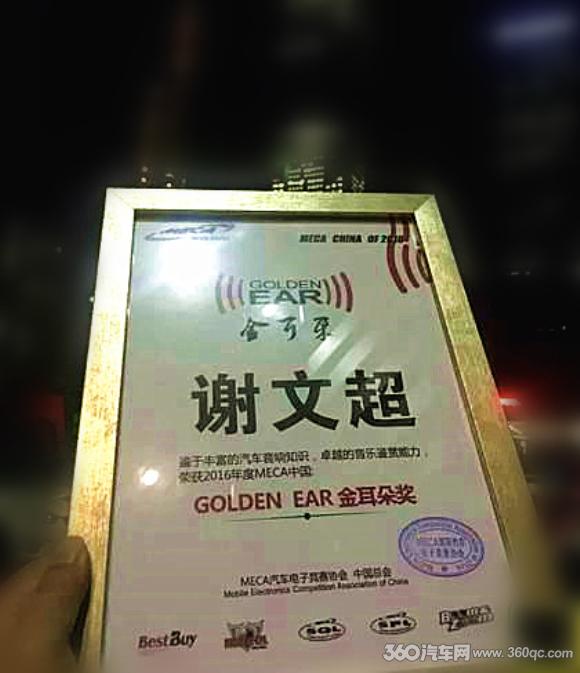 MECA
MECA CHINA OF 2016
GOLDEN
EAR
金耳朵
谢文超
鉴于丰富的汽车音响知识，卓越的音乐鉴赏能力，
荣获2016年度MECA中国:
GOLDEN EAR 金耳朵奖
MECA汽车电子竞赛协会 中国总会
Mobile Electronics Competition Association of China
Best Buy
SQL
SPL
360汽车网 www.360qc.com